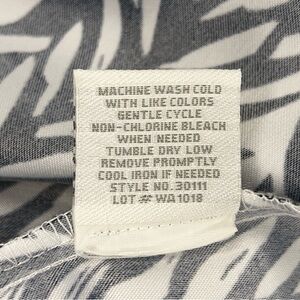 MACHINE WASH COLD
WITH LIKE COLORS
GENTLE CYCLE
NON-CHLORINE BLEACH
WHEN NEEDED
TUMBLE DRY LOW
REMOVE PROMPTLY
COOL IRON IF NEEDED
STYLE NO. 30111
LOT # WA1018